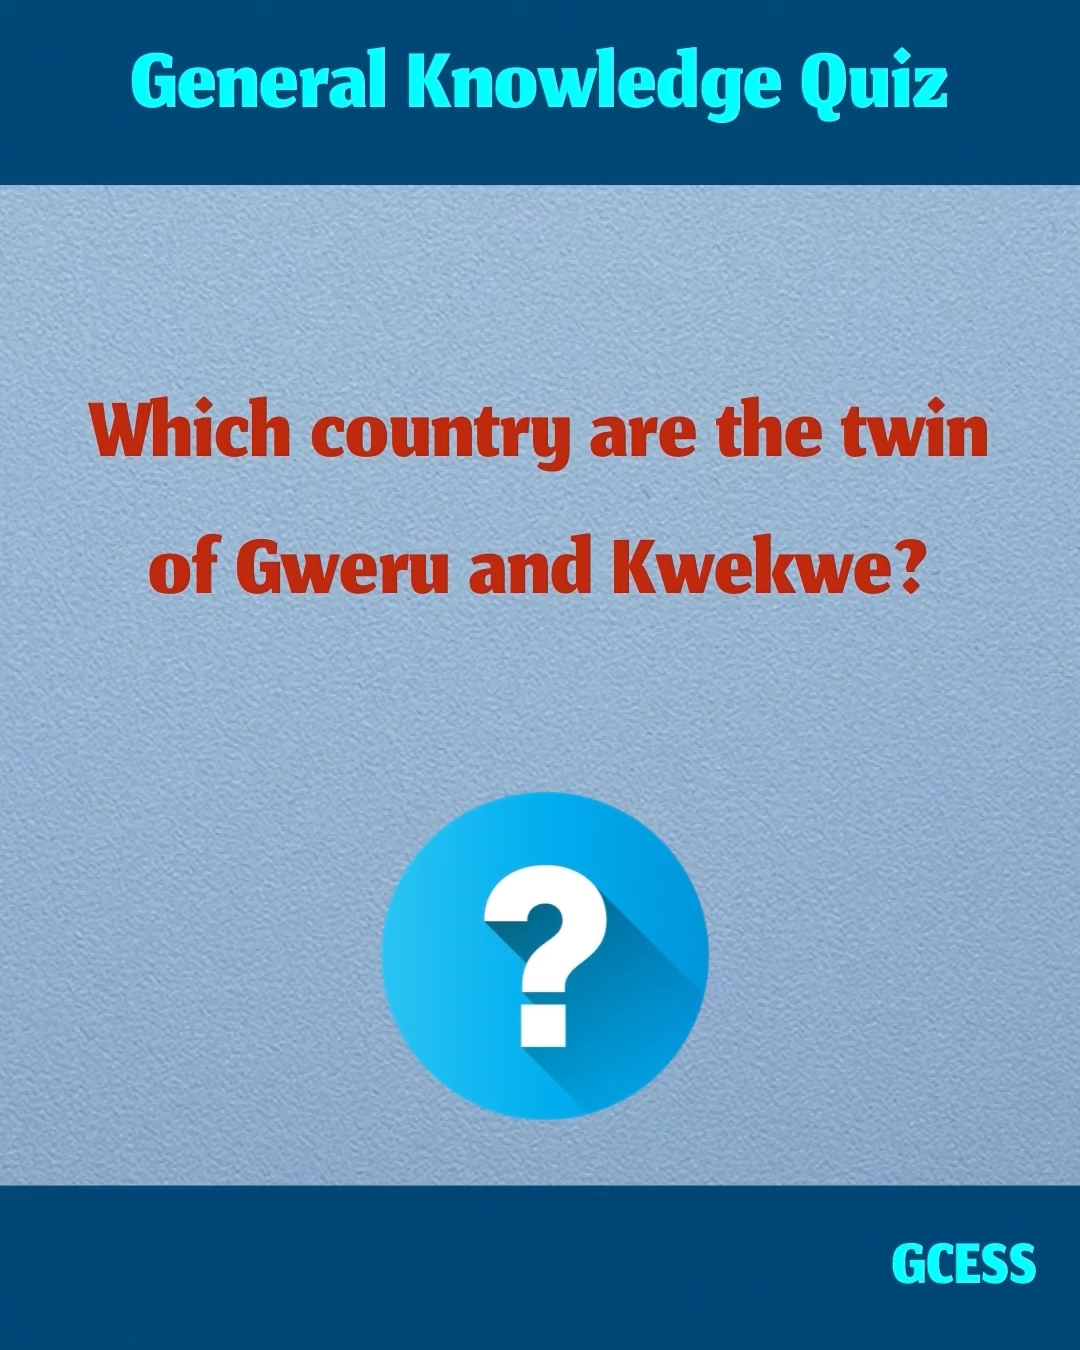 General Knowledge Quiz
Which country are the twin
of Gweru and Kwekwe?
?
GCESS